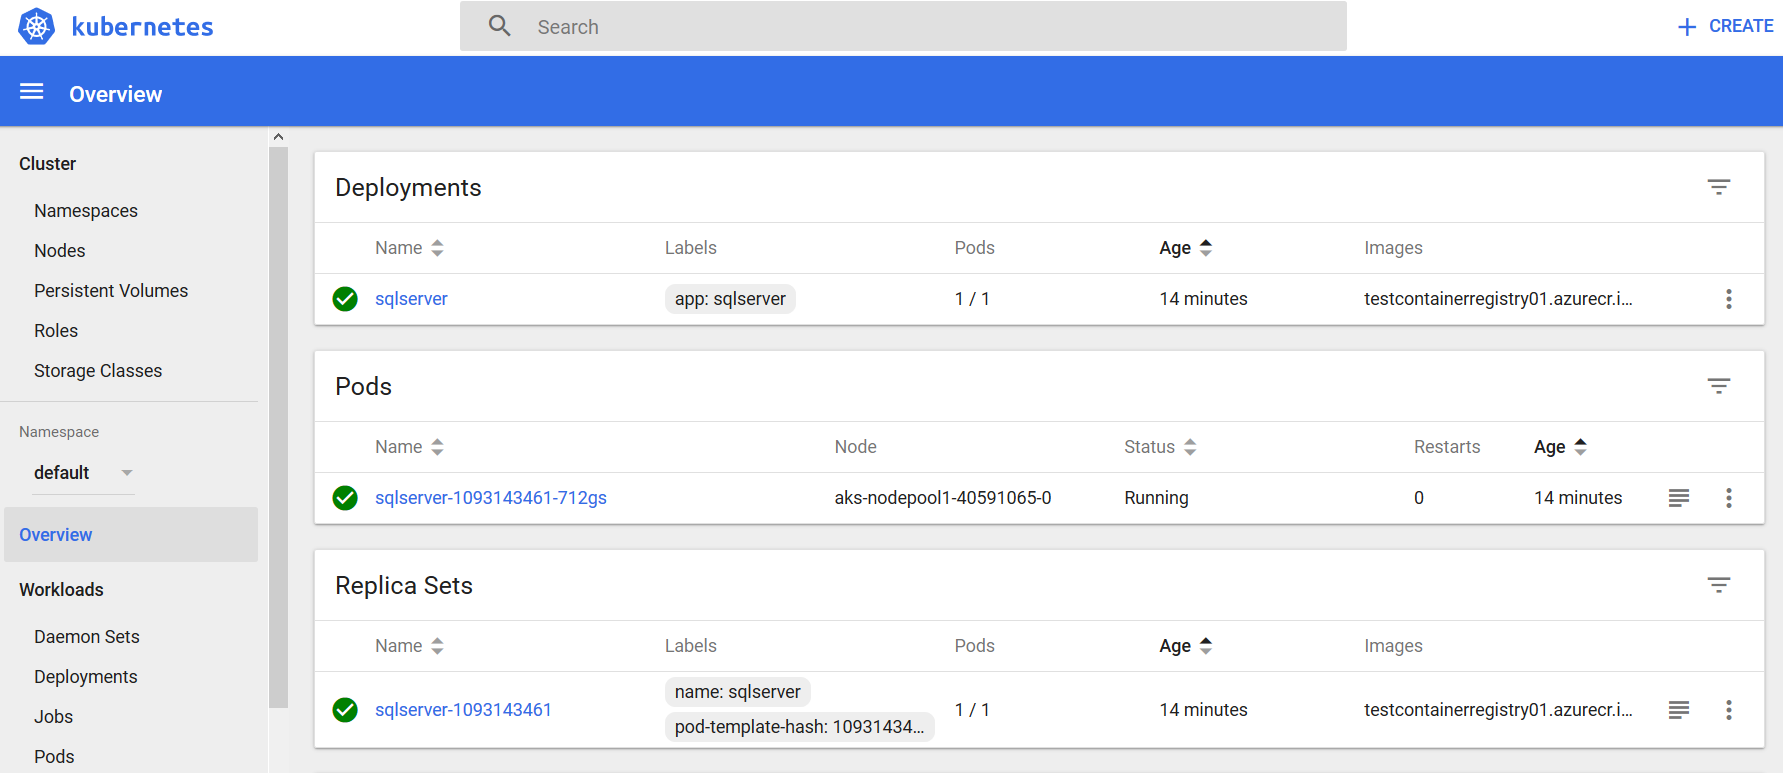 kubernetes
Search
CREATE
Overview
Cluster
Namespaces
Nodes
Persistent Volumes
Roles
Storage Classes
Namespace
default
Overview
Workloads
Daemon Sets
Deployments
Jobs
Pods
Deployments
Name Labels Pods Age Images
sqlserver app: sqlserver 1 / 1 14 minutes testcontainerregistry01.azurecr.i...
Pods
Name Node Status Restarts Age
sqlserver-1093143461-712gs aks-nodepool1-40591065-0 Running 0 14 minutes
Replica Sets
Name Labels Pods Age Images
name: sqlserver
sqlserver-1093143461 1 / 1 14 minutes testcontainerregistry01.azurecr.i...
pod-template-hash: 10931434...